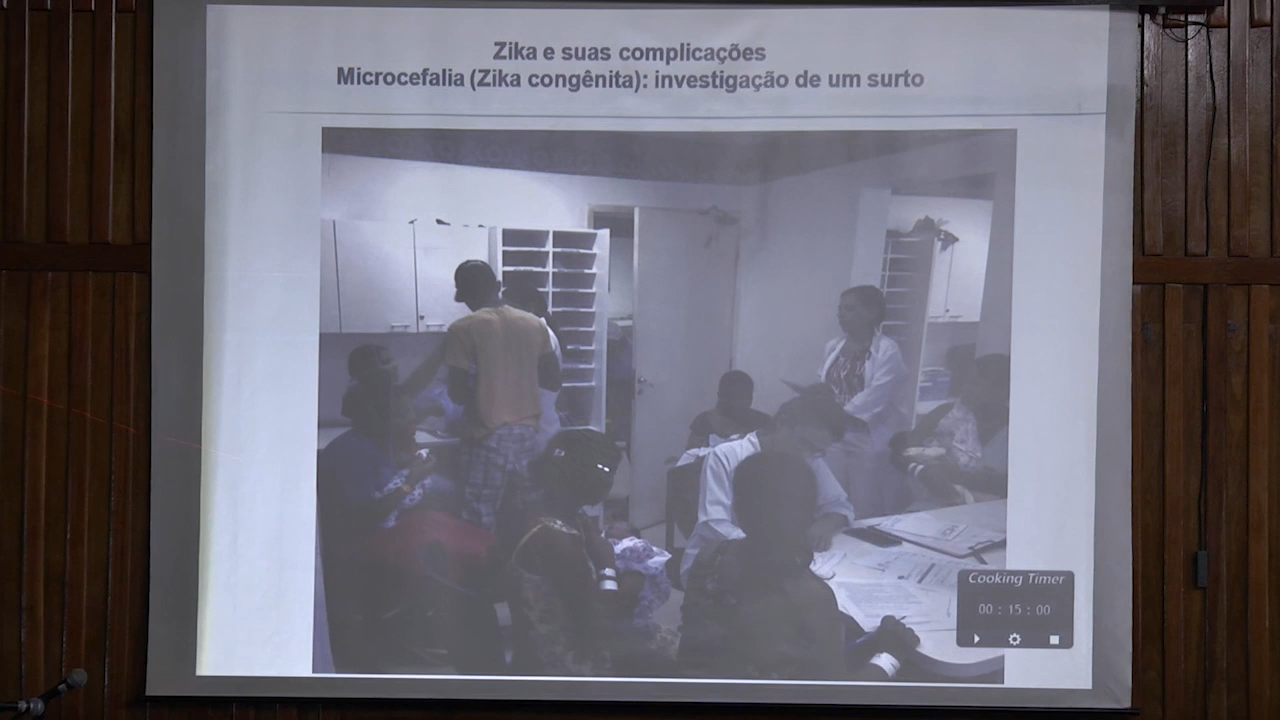 Zika e suas complicações
Microcefalia (Zika congênita): investigação de um surto
Cooking Timer
00 : 15 : 00